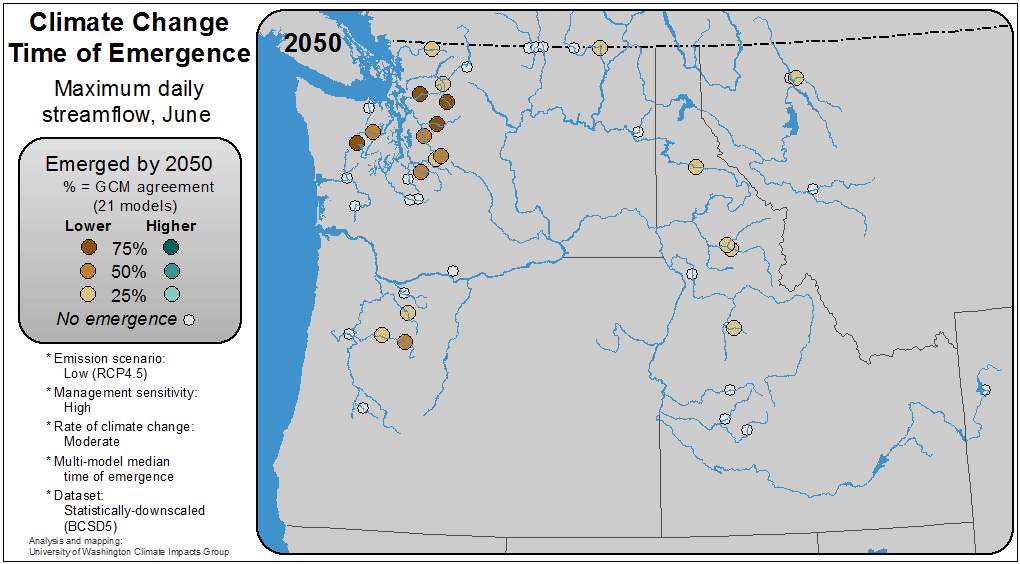 Climate Change
Time of Emergence
Maximum daily
streamflow, June
Emerged by 2050
% = GCM agreement
(21 models)
Lower Higher
75%
50%
25%
No emergence
* Emission scenario:
Low (RCP4.5)
* Management sensitivity:
High
* Rate of climate change:
Moderate
* Multi-model median
time of emergence
* Dataset:
Statistically-downscaled
(BCSD5)
Analysis and mapping:
University of Washington Climate Impacts Group
2050